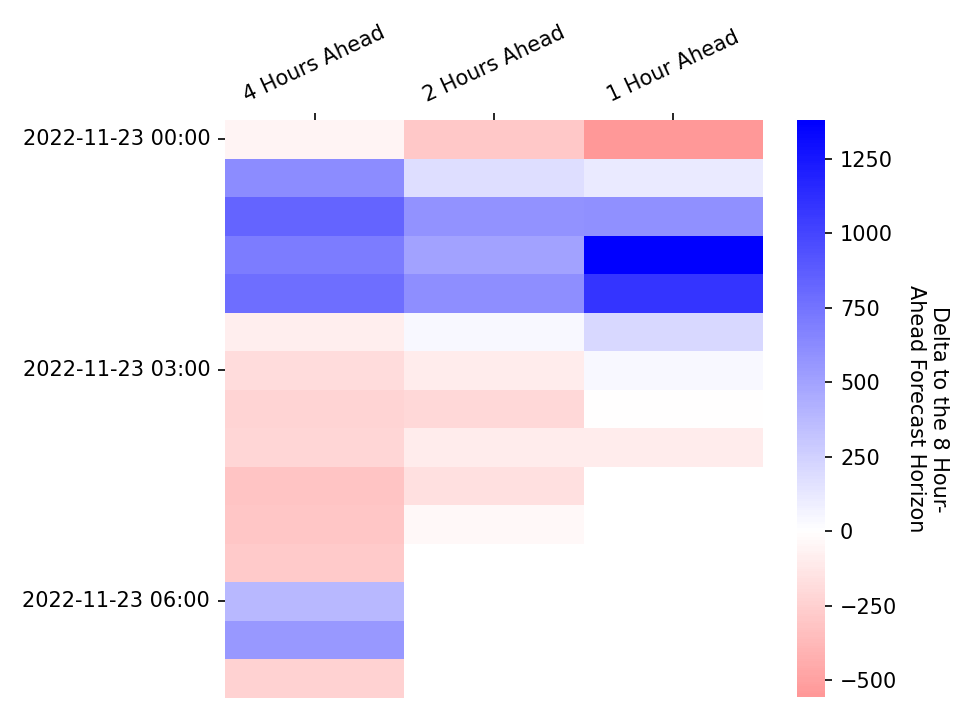 4 Hours Ahead
2 Hours Ahead
1 Hour Ahead
2022-11-23 00:00
2022-11-23 03:00
2022-11-23 06:00
1250
1000
750
500
250
0
−250
−500
Delta to the 8 Hour-
Ahead Forecast Horizon